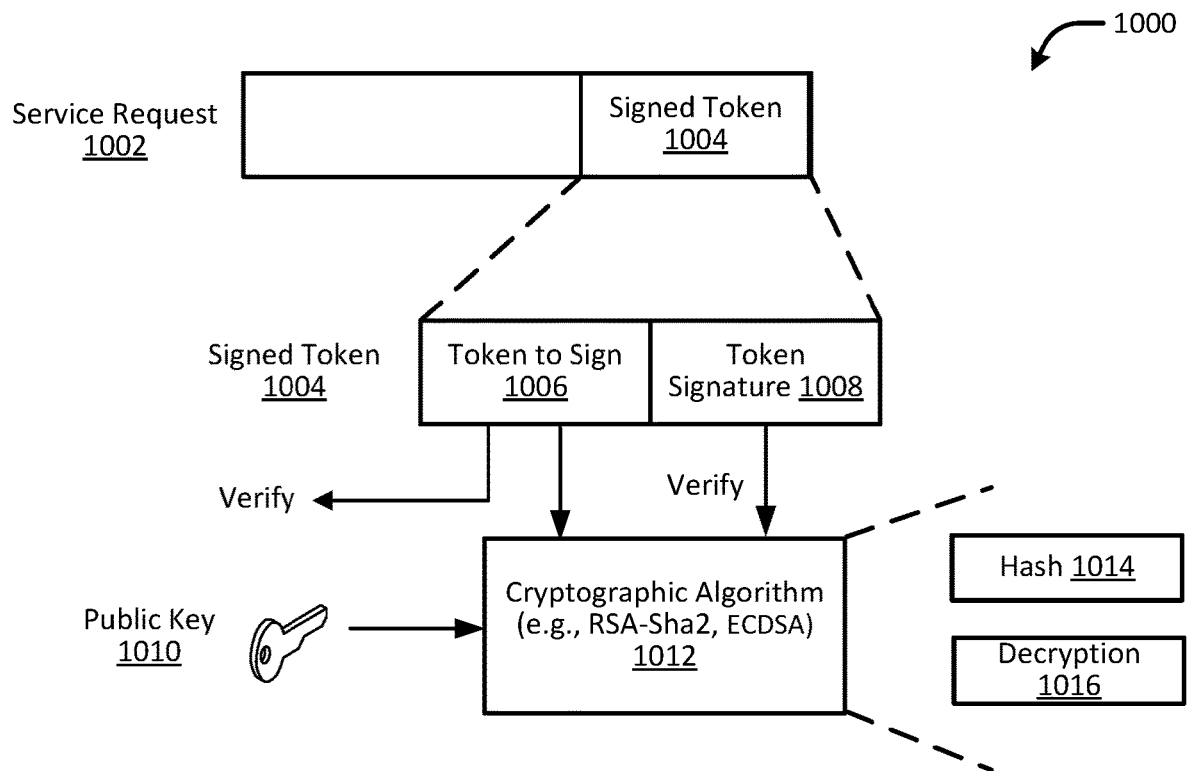 1000
Service Request
1002
Signed Token
1004
Signed Token
1004
Token to Sign
1006
Token
Signature 1008
Verify
Verify
Public Key
1010
Cryptographic Algorithm
(e.g., RSA-Sha2, ECDSA)
1012
Hash 1014
Decryption
1016